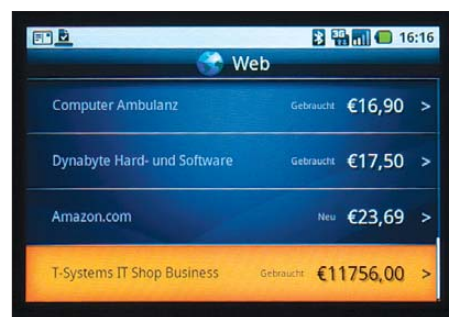 3G
16:16
Web
Computer Ambulanz Gebraucht €16,90 >
Dynabyte Hard- und Software Gebraucht €17,50 >
Amazon.com Neu €23,69 >
T-Systems IT Shop Business Gebraucht €11756,00 >